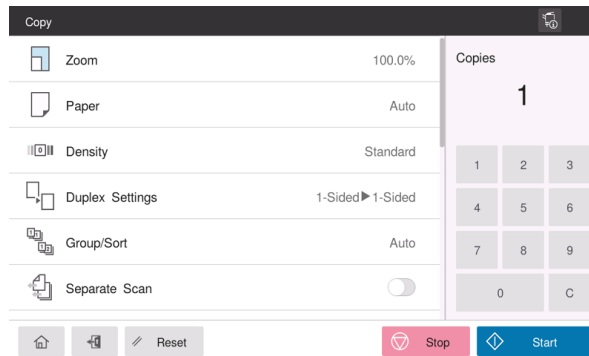 Copy
Zoom 100.0%
Paper Auto
0 Density Standard
Duplex Settings 1-Sided▶1-Sided
Group/Sort Auto
Separate Scan
Reset
Copies
1
1 2 3
4 5 6
7 8 9
0 C
Stop Start